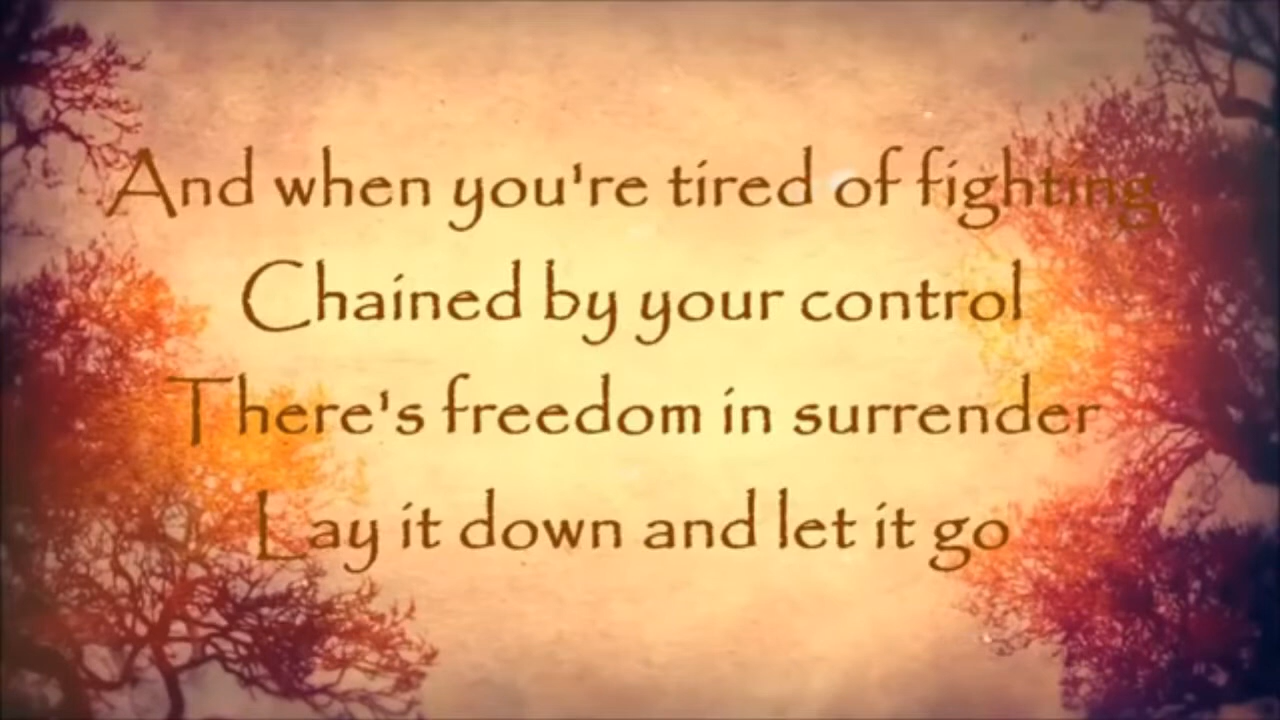 And when you're tired of fighting
Chained by your control
There's freedom in surrender
Lay it down and let it go